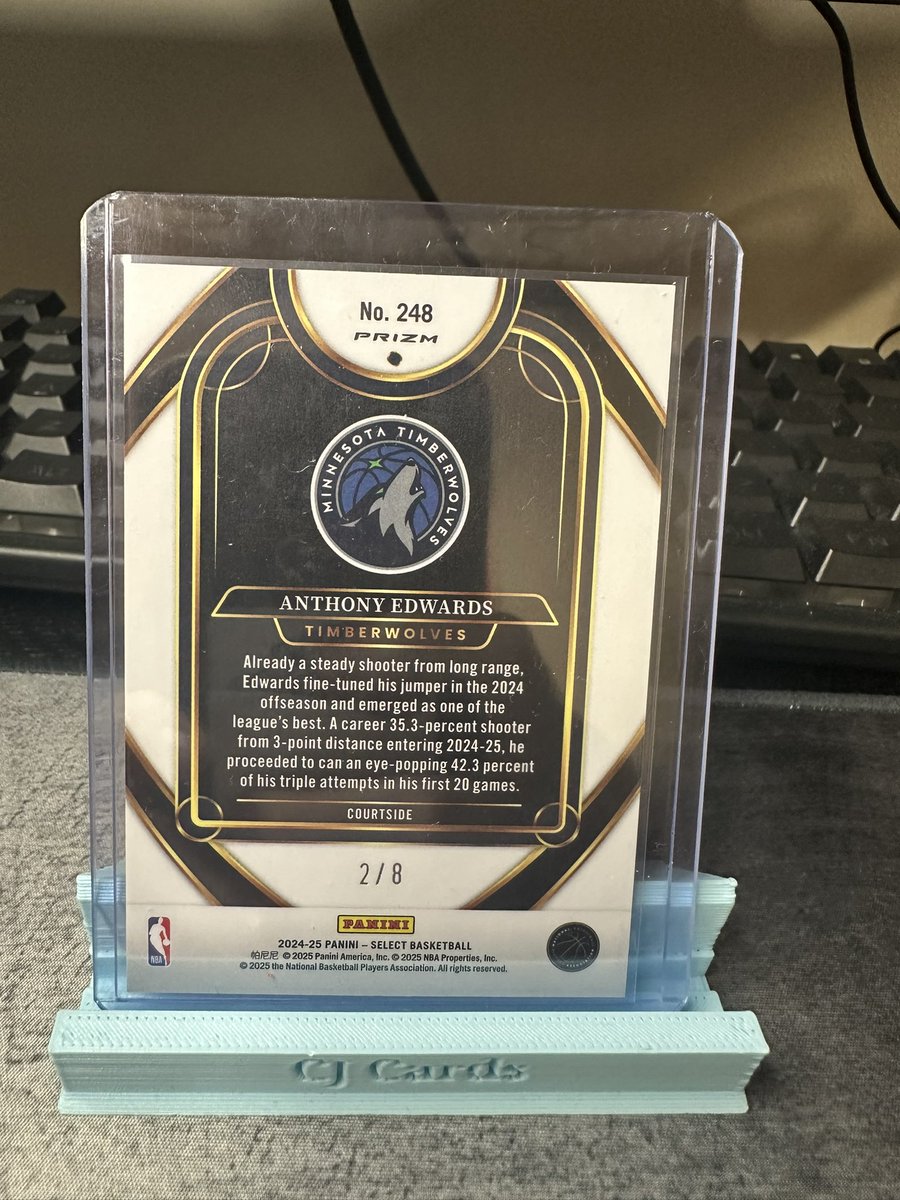 No. 248
PRIZM
MINNESOTA TIMBERWOLVES
ANTHONY EDWARDS
TIMBERWOLVES
Already a steady shooter from long range,
Edwards fine-tuned his jumper in the 2024
offseason and emerged as one of the
league's best. A career 35.3-percent shooter
from 3-point distance entering 2024-25, he
proceeded to can an eye-popping 42.3 percent
of his triple attempts in his first 20 games.
COURTSIDE
2/8
PANINI
2024-25 PANINI – SELECT BASKETBALL
帕尼尼 © 2025 Panini America, Inc. © 2025 NBA Properties, Inc.
© 2025 the National Basketball Players Association. All rights reserved.
NBA
CJ Cards